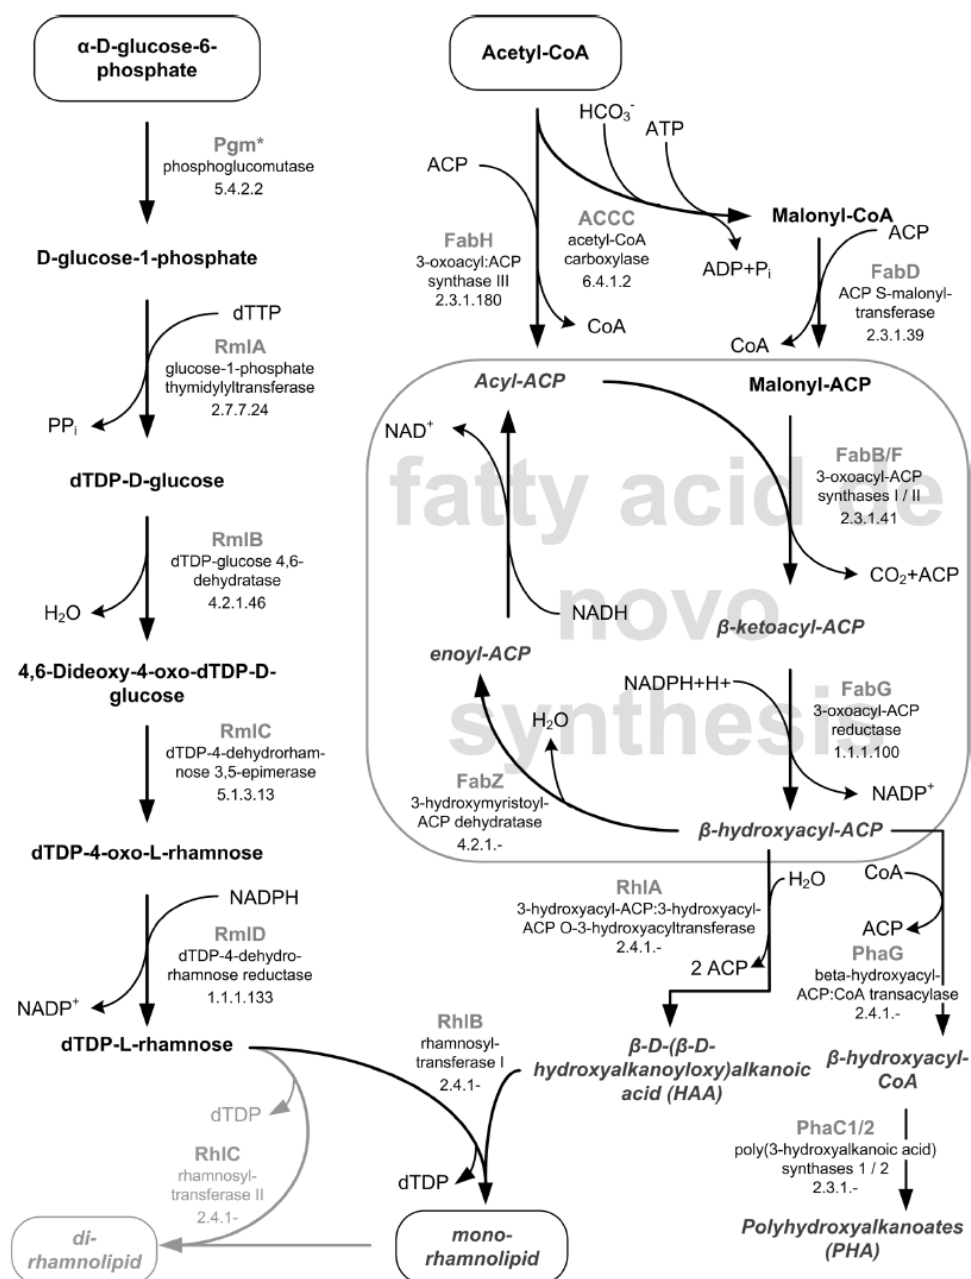 α-D-glucose-6-
phosphate
Pgm*
phosphoglucomutase
5.4.2.2
D-glucose-1-phosphate
dTTP
RmlA
glucose-1-phosphate
thymidylyltransferase
2.7.7.24
PPi
dTDP-D-glucose
RmlB
dTDP-glucose 4,6-
dehydratase
4.2.1.46
H₂O
4,6-Dideoxy-4-oxo-dTDP-D-
glucose
RmlC
dTDP-4-dehydrorham-
nose 3,5-epimerase
5.1.3.13
dTDP-4-oxo-L-rhamnose
NADPH
RmlD
dTDP-4-dehydro-
rhamnose reductase
1.1.1.133
NADP⁺
dTDP-L-rhamnose
dTDP
RhlC
rhamnosyl-
transferase II
2.4.1-
di-
rhamnolipid
Acetyl-CoA
HCO₃⁻
ATP
ACP
FabH
3-oxoacyl:ACP
synthase III
2.3.1.180
CoA
ACCC
acetyl-CoA
carboxylase
6.4.1.2
ADP+Pi
Malonyl-CoA
ACP
FabD
ACP S-malonyl-
transferase
2.3.1.39
CoA
fatty acid de
novo
synthesis
Acyl-ACP
Malonyl-ACP
NAD⁺
NADH
FabB/F
3-oxoacyl-ACP
synthases I / II
2.3.1.41
CO₂+ACP
β-ketoacyl-ACP
enoyl-ACP
NADPH+H+
FabG
3-oxoacyl-ACP
reductase
1.1.1.100
NADP⁺
H₂O
FabZ
3-hydroxymyristoyl-
ACP dehydratase
4.2.1.-
β-hydroxyacyl-ACP
RhlA
3-hydroxyacyl-ACP:3-hydroxyacyl-
ACP O-3-hydroxyacyltransferase
2.4.1.-
H₂O
2 ACP
CoA
ACP
PhaG
beta-hydroxyacyl-
ACP:CoA transacylase
2.4.1.-
RhlB
rhamnosyl-
transferase I
2.4.1-
β-D-(β-D-
hydroxyalkanoyloxy)alkanoic
acid (HAA)
β-hydroxyacyl-
CoA
dTDP
PhaC1/2
poly(3-hydroxyalkanoic acid)
synthases 1 / 2
2.3.1.-
mono-
rhamnolipid
Polyhydroxyalkanoates
(PHA)